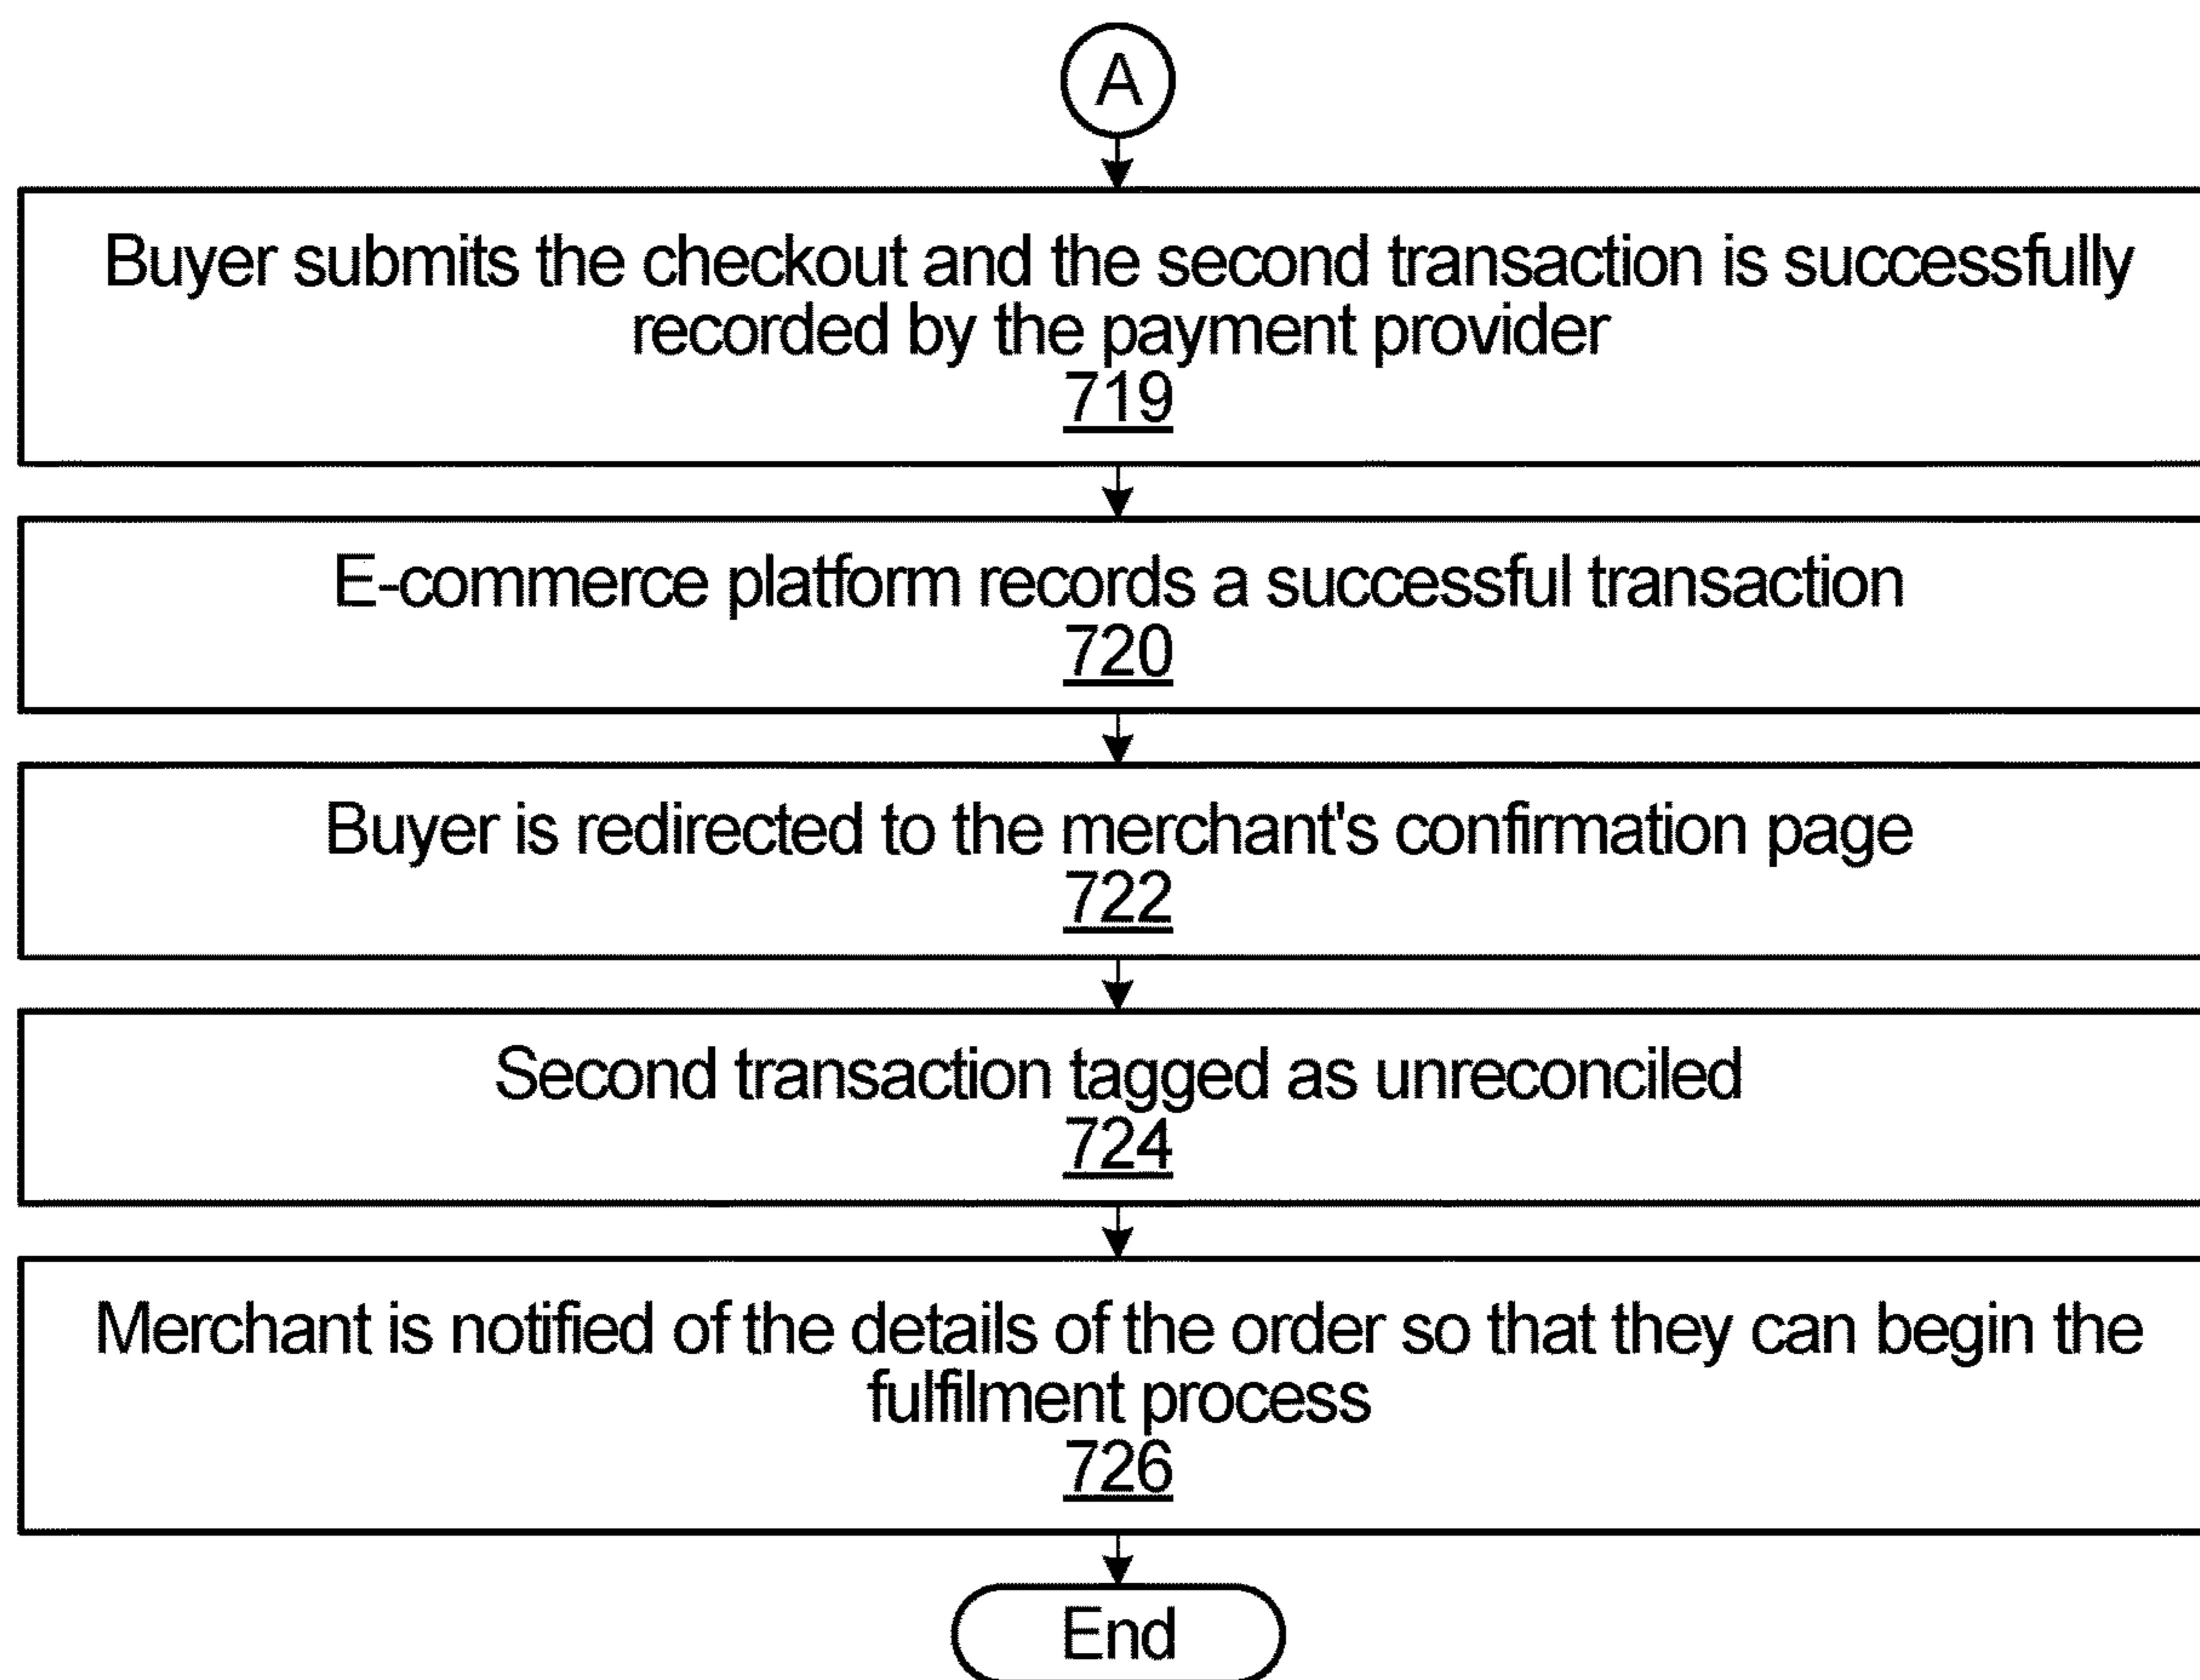 A
Buyer submits the checkout and the second transaction is successfully
recorded by the payment provider
719
E-commerce platform records a successful transaction
720
Buyer is redirected to the merchant's confirmation page
722
Second transaction tagged as unreconciled
724
Merchant is notified of the details of the order so that they can begin the
fulfilment process
726
End